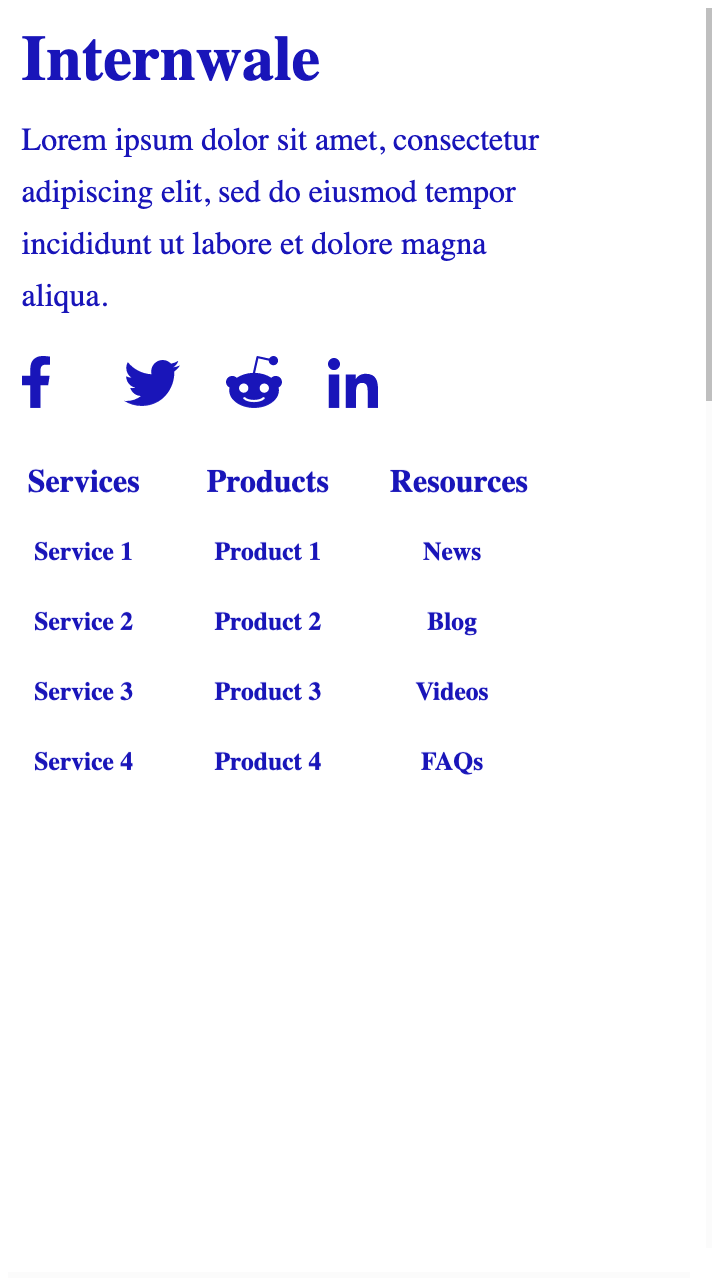 Internwale
Lorem ipsum dolor sit amet, consectetur
adipiscing elit, sed do eiusmod tempor
incididunt ut labore et dolore magna
aliqua.
Services Products Resources
Service 1 Product 1 News
Service 2 Product 2 Blog
Service 3 Product 3 Videos
Service 4 Product 4 FAQs